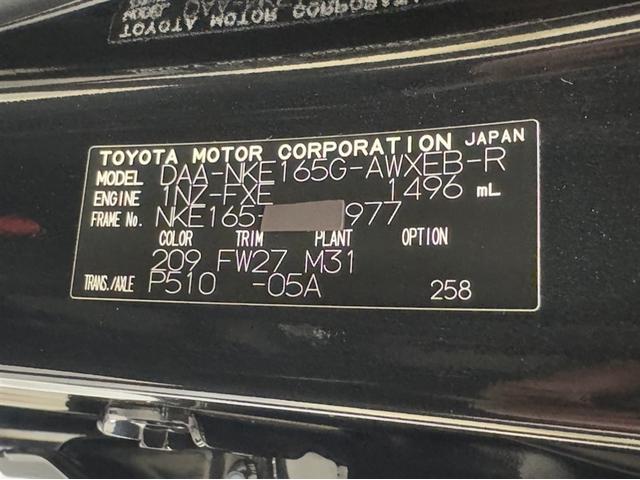 TOYOTA MOTOR CORPORATION JAPAN
MODEL DAA-NKE165G-AWXEB-R
ENGINE 1NZ-FXE 1496 mL
FRAME No. NKE165- 977
COLOR TRIM PLANT OPTION
209 FW27 M31
TRANS./AXLE P510 -05A 258